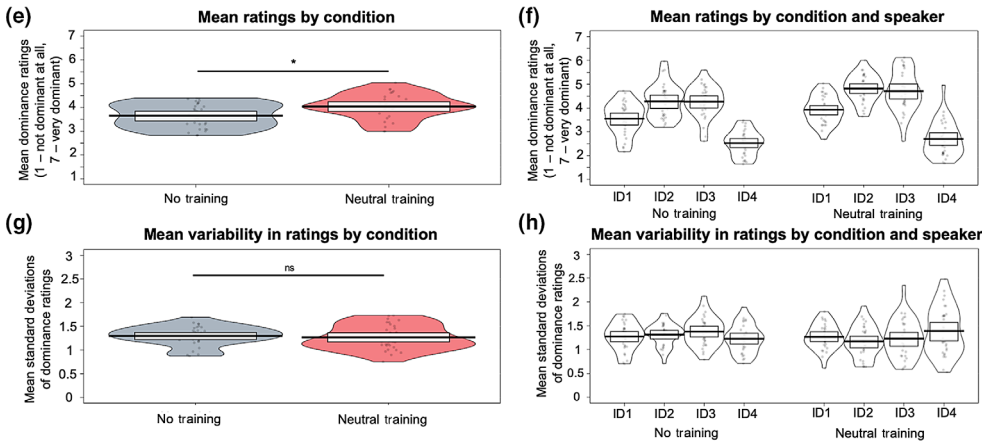 (e)
Mean ratings by condition
Mean dominance ratings
(1 – not dominant at all,
7 – very dominant)
7
6
5
4
3
2
1
*
No training
Neutral training
(f)
Mean ratings by condition and speaker
Mean dominance ratings
(1 – not dominant at all,
7 – very dominant)
7
6
5
4
3
2
1
ID1 ID2 ID3 ID4 ID1 ID2 ID3 ID4
No training Neutral training
(g)
Mean variability in ratings by condition
Mean standard deviations
of dominance ratings
3
2.5
2
1.5
1
0.5
0
ns
No training
Neutral training
(h)
Mean variability in ratings by condition and speaker
Mean standard deviations
of dominance ratings
3
2.5
2
1.5
1
0.5
0
ID1 ID2 ID3 ID4 ID1 ID2 ID3 ID4
No training Neutral training